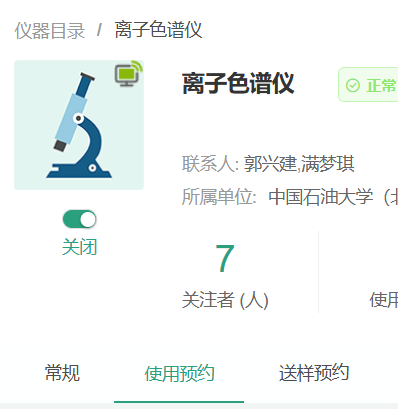 仪器目录 / 离子色谱仪
离子色谱仪
正常
联系人: 郭兴建,满梦琪
所属单位: 中国石油大学（
关闭
7
关注者 (人)
使用
常规 使用预约 送样预约